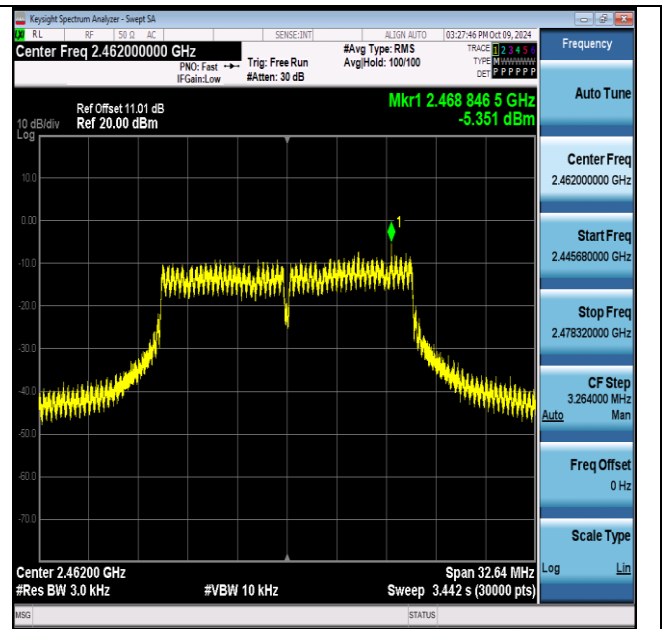 Keysight Spectrum Analyzer - Swept SA
LXI RL RF 50 Ω AC SENSE:INT ALIGN AUTO 03:27:46 PM Oct 09, 2024
Center Freq 2.462000000 GHz
PNO: Fast
IFGain:Low
Trig: Free Run
#Atten: 30 dB
#Avg Type: RMS
Avg|Hold: 100/100
TRACE 1 2 3 4 5 6
TYPE MWWWWW
DET P P P P P P
Frequency
Ref Offset 11.01 dB
10 dB/div Ref 20.00 dBm
Log
Mkr1 2.468 846 5 GHz
-5.351 dBm
10.0
0.00
-10.0
-20.0
-30.0
-40.0
-50.0
-60.0
-70.0
1
Center 2.46200 GHz
#Res BW 3.0 kHz
#VBW 10 kHz
Span 32.64 MHz
Sweep 3.442 s (30000 pts)
Auto Tune
Center Freq
2.462000000 GHz
Start Freq
2.445680000 GHz
Stop Freq
2.478320000 GHz
CF Step
3.264000 MHz
Auto Man
Freq Offset
0 Hz
Scale Type
Log Lin
MSG STATUS